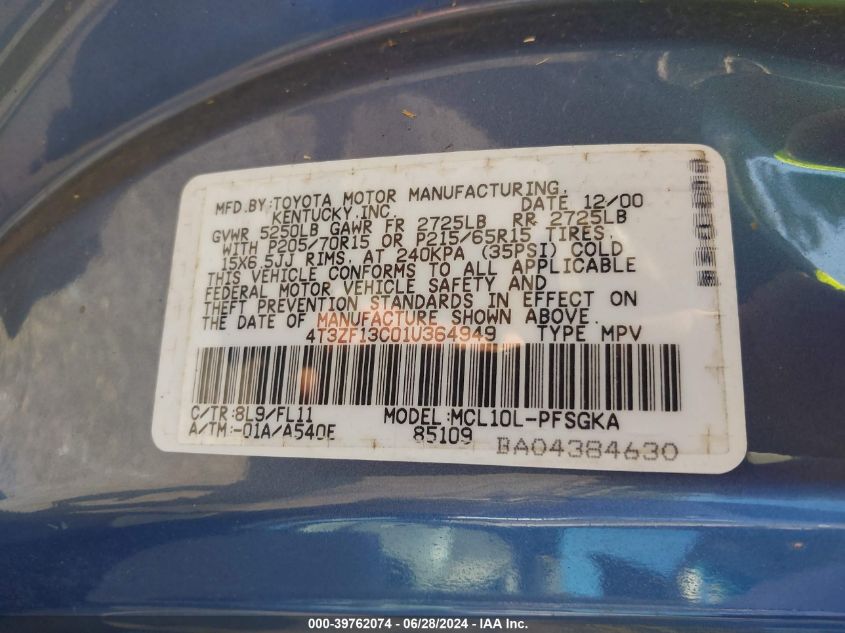 MFD.BY:TOYOTA MOTOR MANUFACTURING,
KENTUCKY.INC. DATE 12/00
GVWR 5250LB GAWR FR 2725LB RR 2725LB
WITH P205/70R15 OR P215/65R15 TIRES,
15X6.5JJ RIMS, AT 240KPA (35PSI) COLD
THIS VEHICLE CONFORMS TO ALL APPLICABLE
FEDERAL MOTOR VEHICLE SAFETY AND
THEFT PREVENTION STANDARDS IN EFFECT ON
THE DATE OF MANUFACTURE SHOWN ABOVE.
4T3ZF13C01U364949 TYPE MPV
C/TR:8L9/FL11 MODEL:MCL10L-PFSGKA
A/TM:-01A/A540E 85109
BA04384630
000-39762074 / 06/28/2024 - IAA Inc.